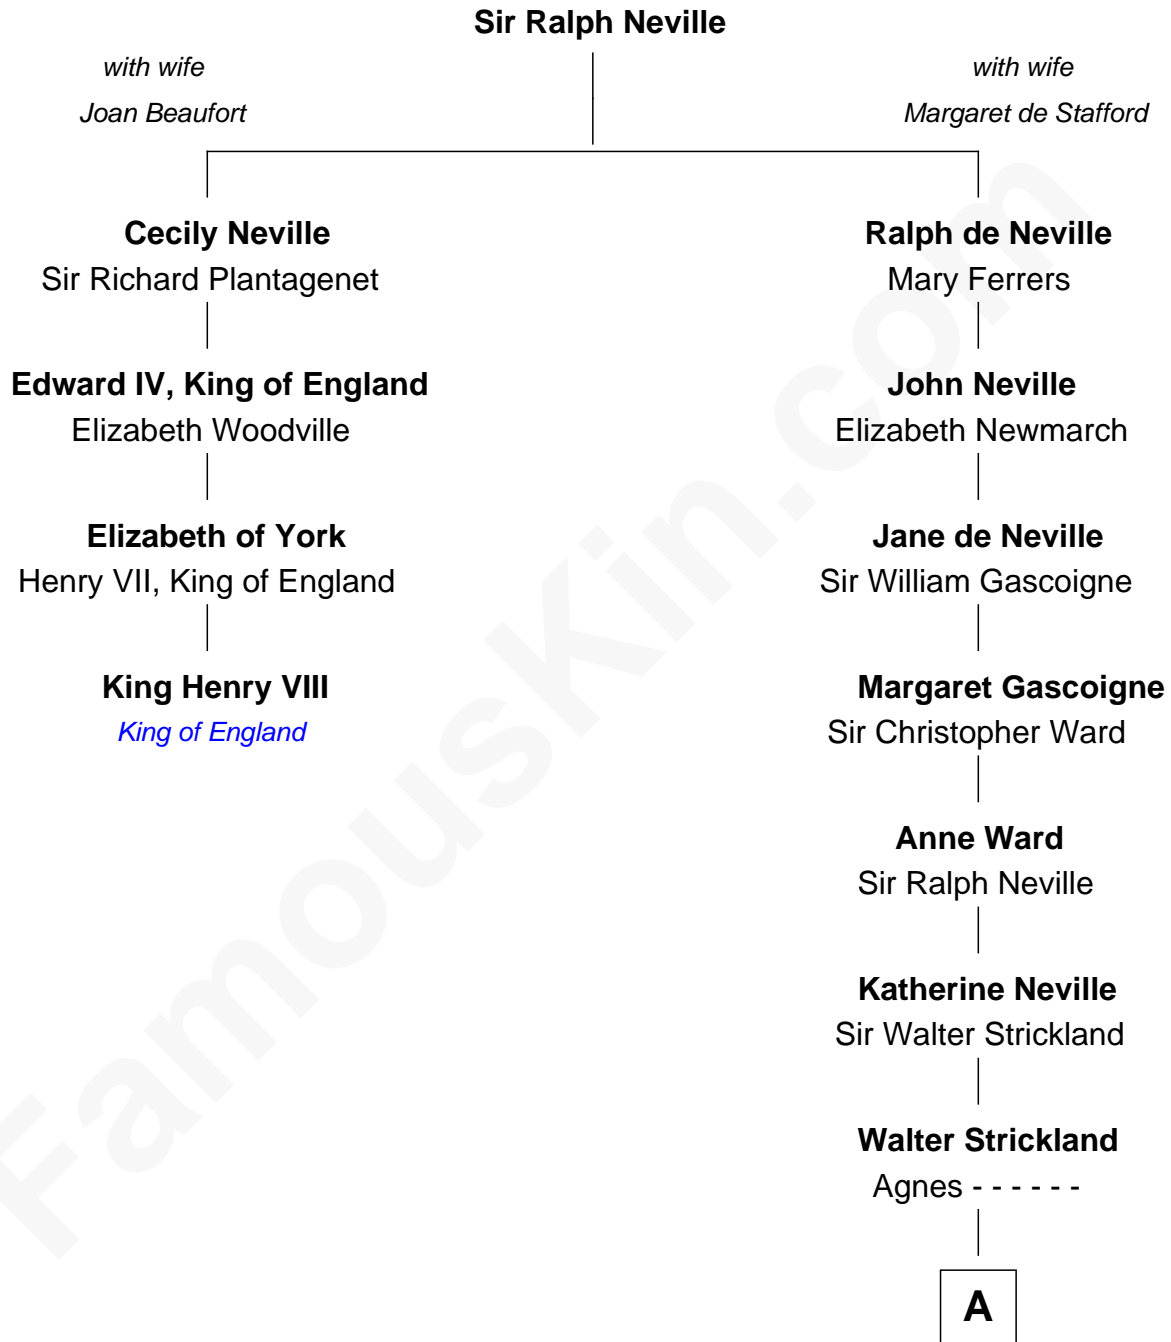 Sir Ralph Neville
with wife
Joan Beaufort
with wife
Margaret de Stafford
Cecily Neville
Sir Richard Plantagenet
Ralph de Neville
Mary Ferrers
Edward IV, King of England
Elizabeth Woodville
John Neville
Elizabeth Newmarch
Elizabeth of York
Henry VII, King of England
Jane de Neville
Sir William Gascoigne
King Henry VIII
King of England
Margaret Gascoigne
Sir Christopher Ward
Anne Ward
Sir Ralph Neville
Katherine Neville
Sir Walter Strickland
Walter Strickland
Agnes - - - - - -
A
FamousKin.com